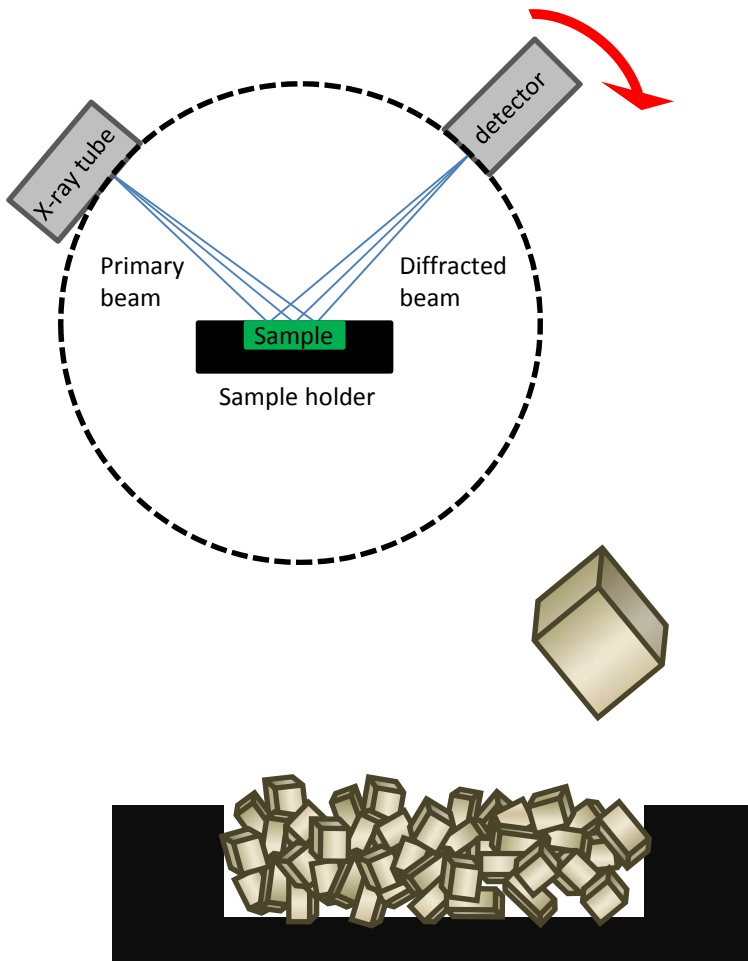 X-ray tube
detector
Primary
beam
Diffracted
beam
Sample
Sample holder